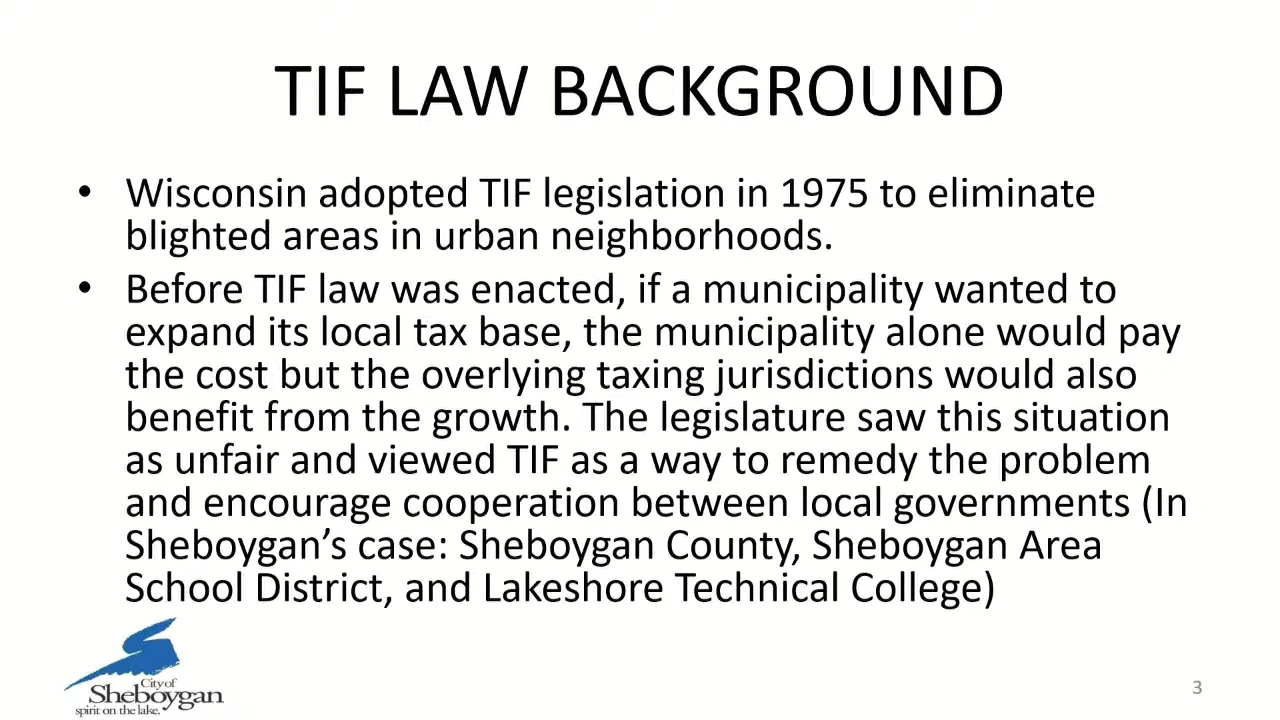 TIF LAW BACKGROUND
• Wisconsin adopted TIF legislation in 1975 to eliminate
blighted areas in urban neighborhoods.
• Before TIF law was enacted, if a municipality wanted to
expand its local tax base, the municipality alone would pay
the cost but the overlying taxing jurisdictions would also
benefit from the growth. The legislature saw this situation
as unfair and viewed TIF as a way to remedy the problem
and encourage cooperation between local governments (In
Sheboygan’s case: Sheboygan County, Sheboygan Area
School District, and Lakeshore Technical College)
City of
Sheboygan
spirit on the lake.
3